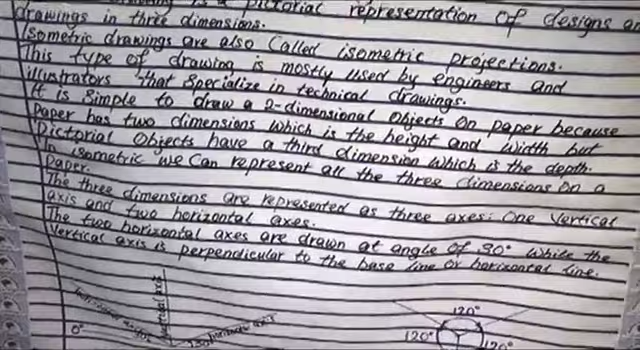 is a pictorial representation of designs
drawings in three dimensions.
Isometric drawings are also Called isometric projections.
This type of drawing is mostly used by engineers and
illustrators that Specialize in technical drawings.
It is Simple to draw a 2-dimensional Objects on paper because
Paper has two dimensions which is the height and width but
Pictorial Objects have a third dimension which is the depth.
In isometric we Can represent all the three dimensions on a
Paper.
The three dimensions are represented as three axes: One Vertical
axis and two horizontal axes.
The two horizontal axes are drawn at angle of 30° while the
Vertical axis is perpendicular to the base line or horizontal line.
Vertical axis
0°
120°
120°
120°